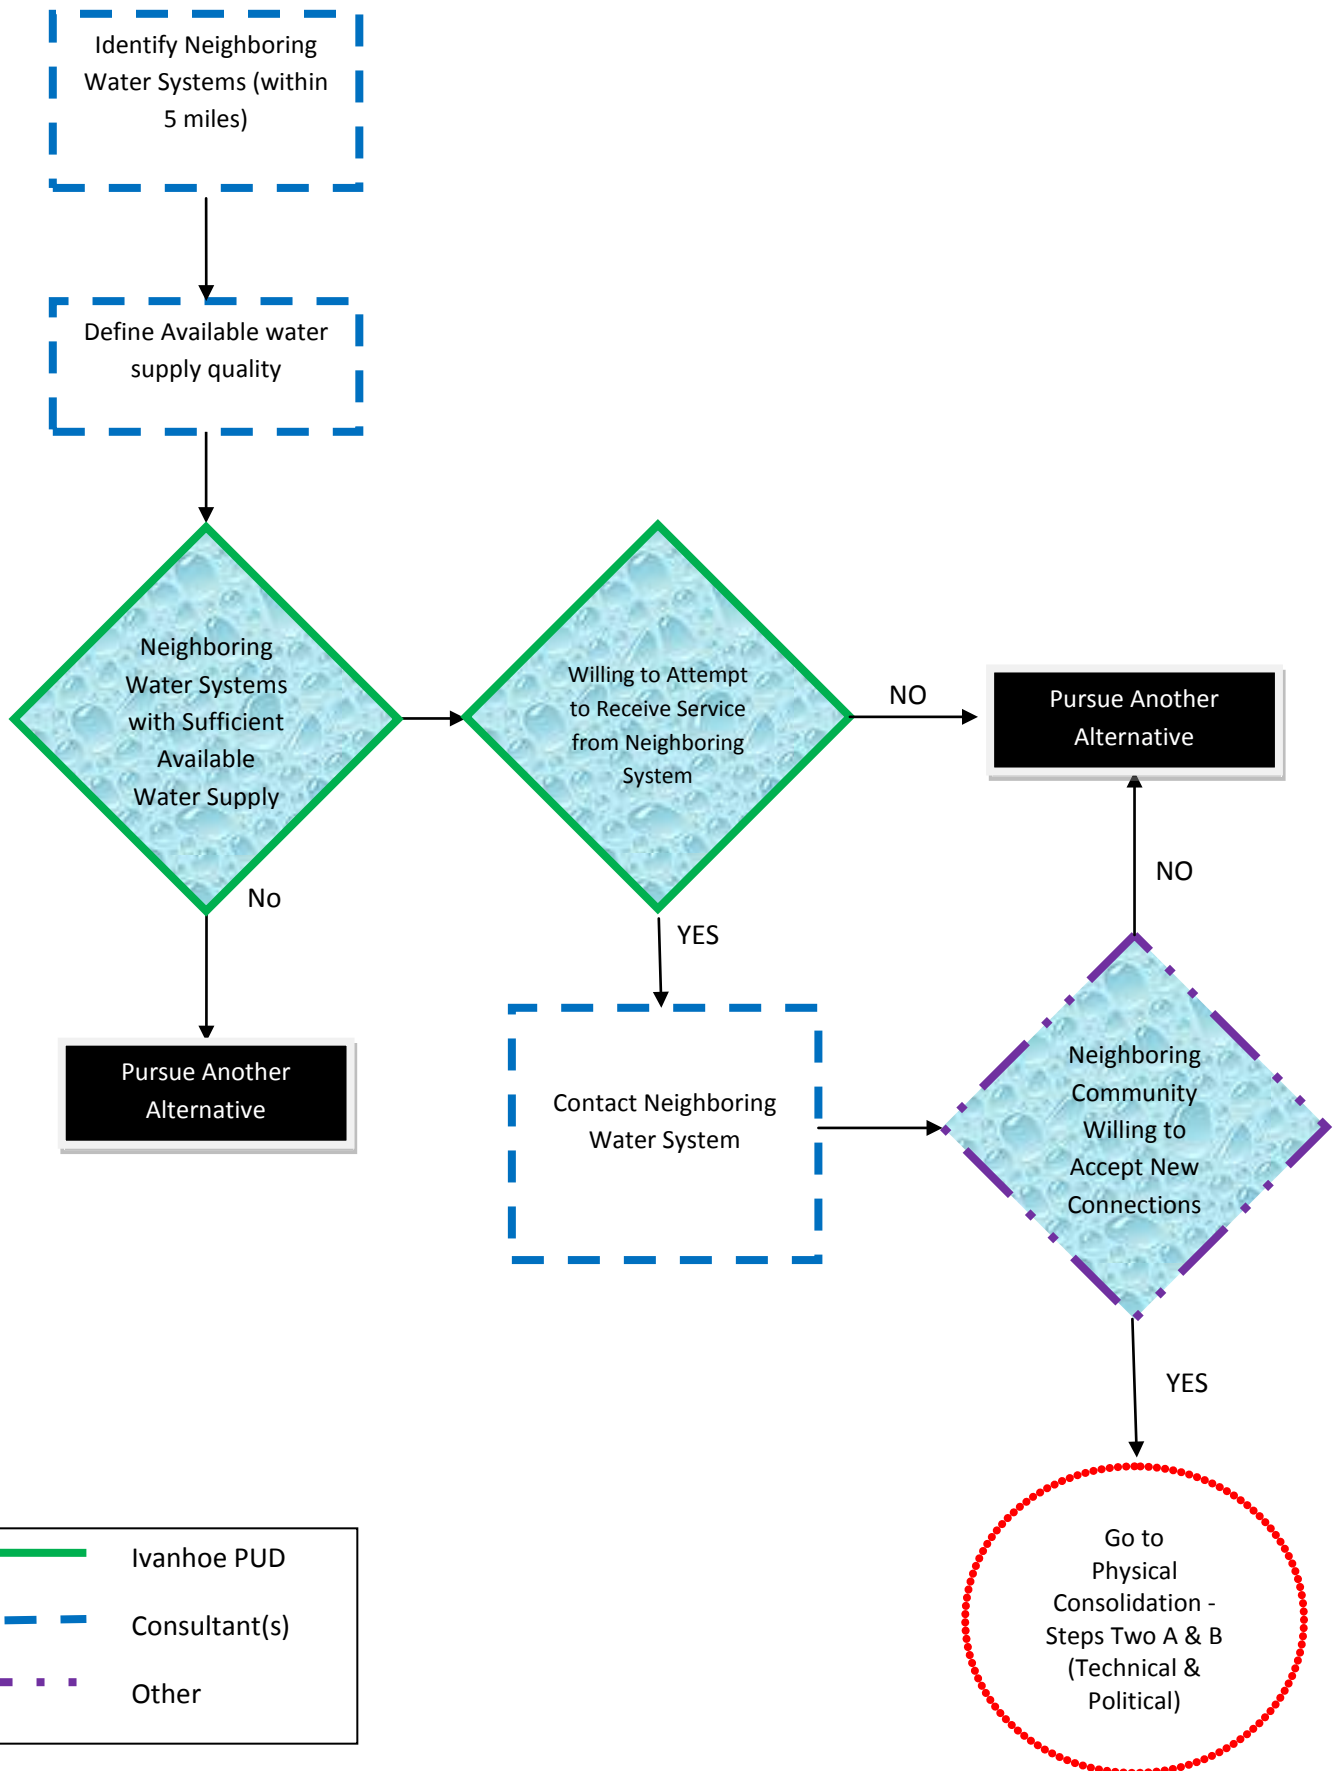 Identify Neighboring
Water Systems (within
5 miles)
Define Available water
supply quality
Neighboring
Water Systems
with Sufficient
Available
Water Supply
Willing to Attempt
to Receive Service
from Neighboring
System
NO
Pursue Another
Alternative
No
YES
NO
Pursue Another
Alternative
Contact Neighboring
Water System
Neighboring
Community
Willing to
Accept New
Connections
YES
Go to
Physical
Consolidation -
Steps Two A & B
(Technical &
Political)
Ivanhoe PUD
Consultant(s)
Other